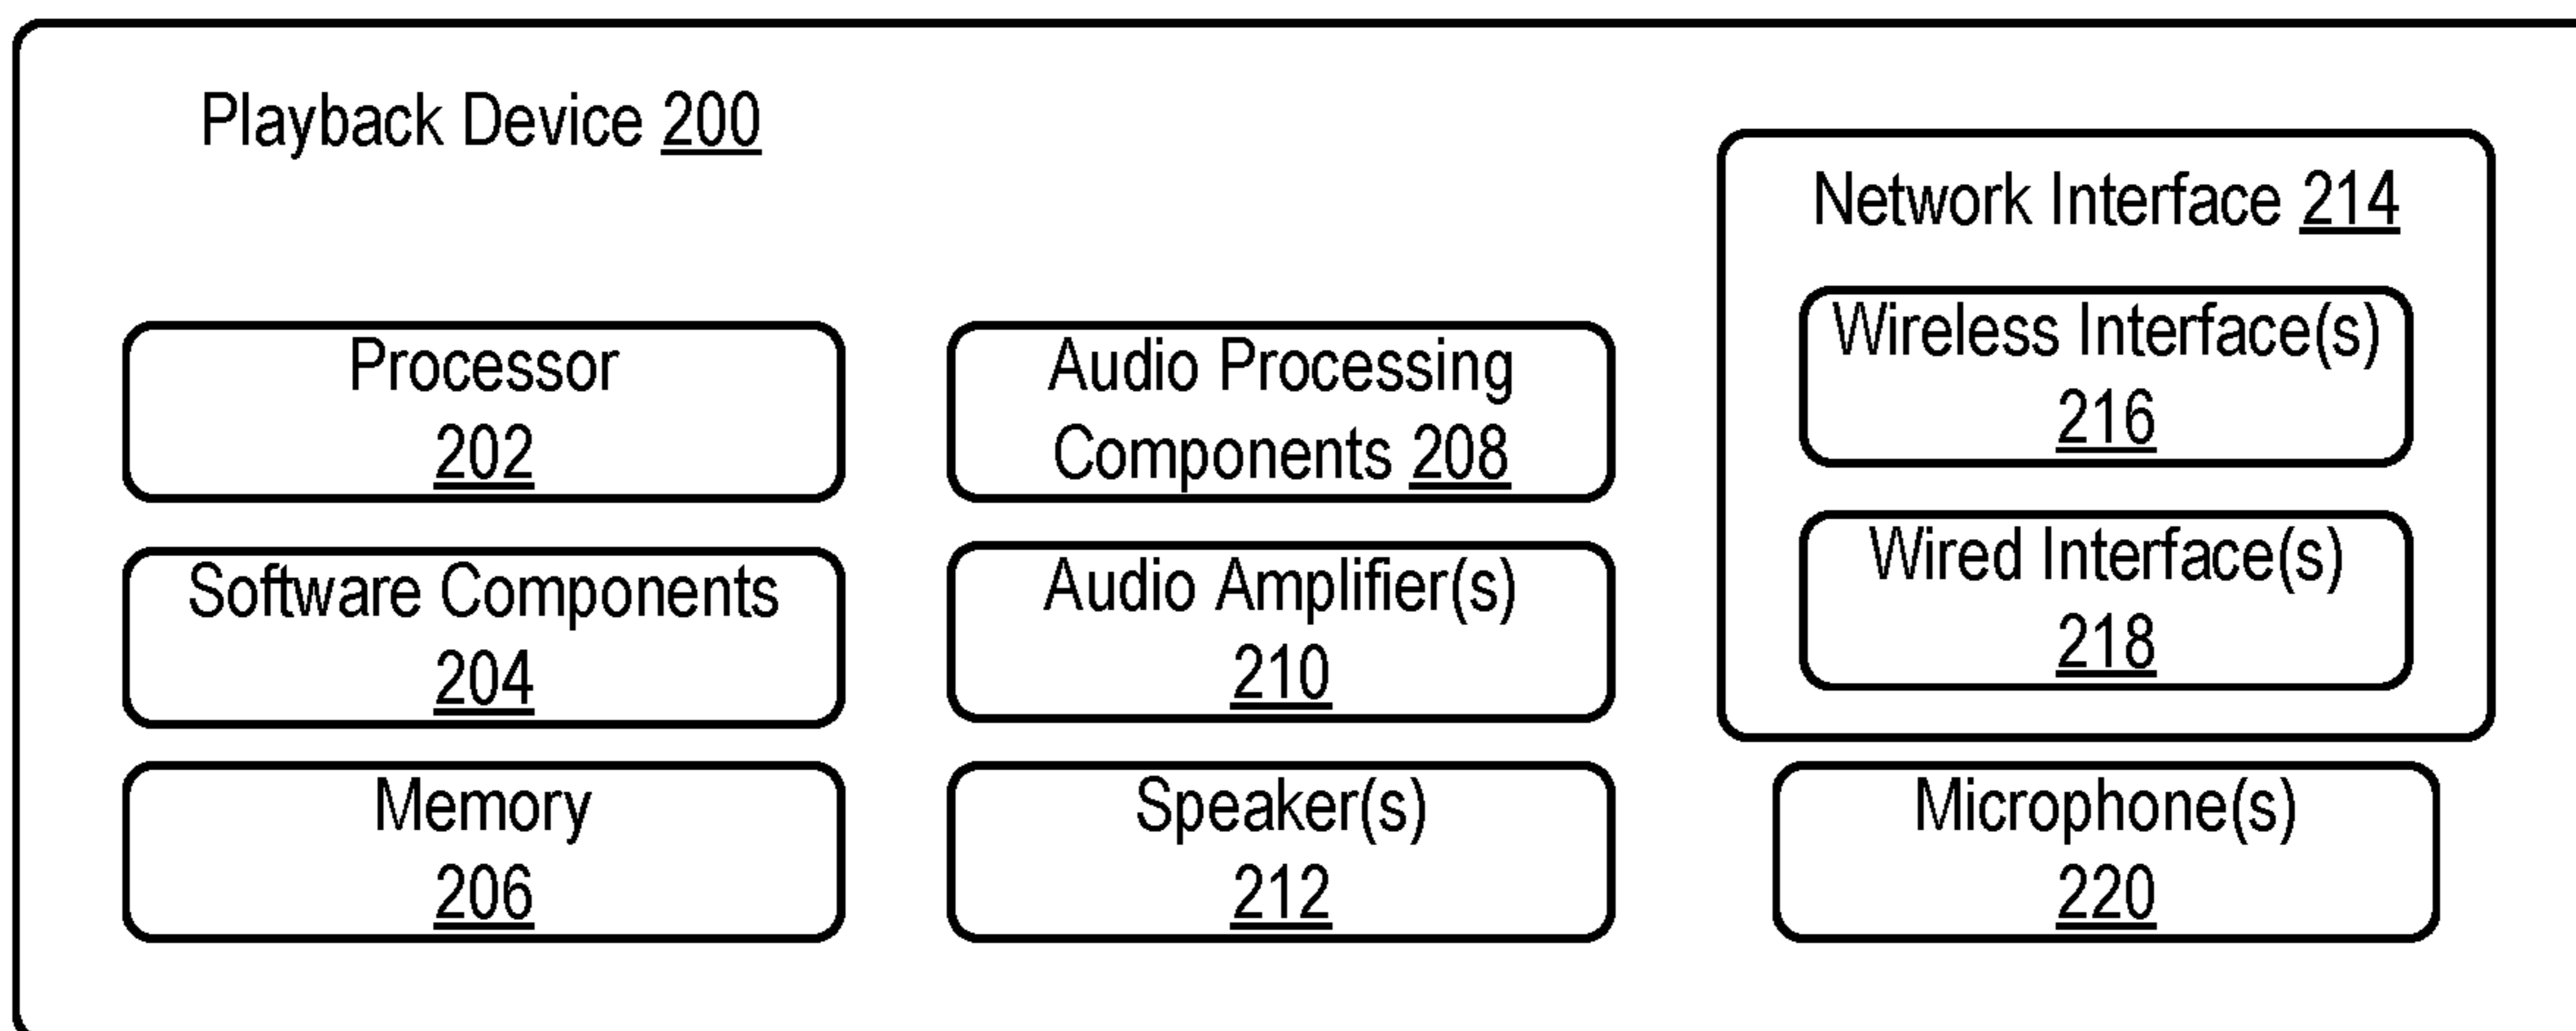 Playback Device 200
Processor
202
Software Components
204
Memory
206
Audio Processing
Components 208
Audio Amplifier(s)
210
Speaker(s)
212
Network Interface 214
Wireless Interface(s)
216
Wired Interface(s)
218
Microphone(s)
220